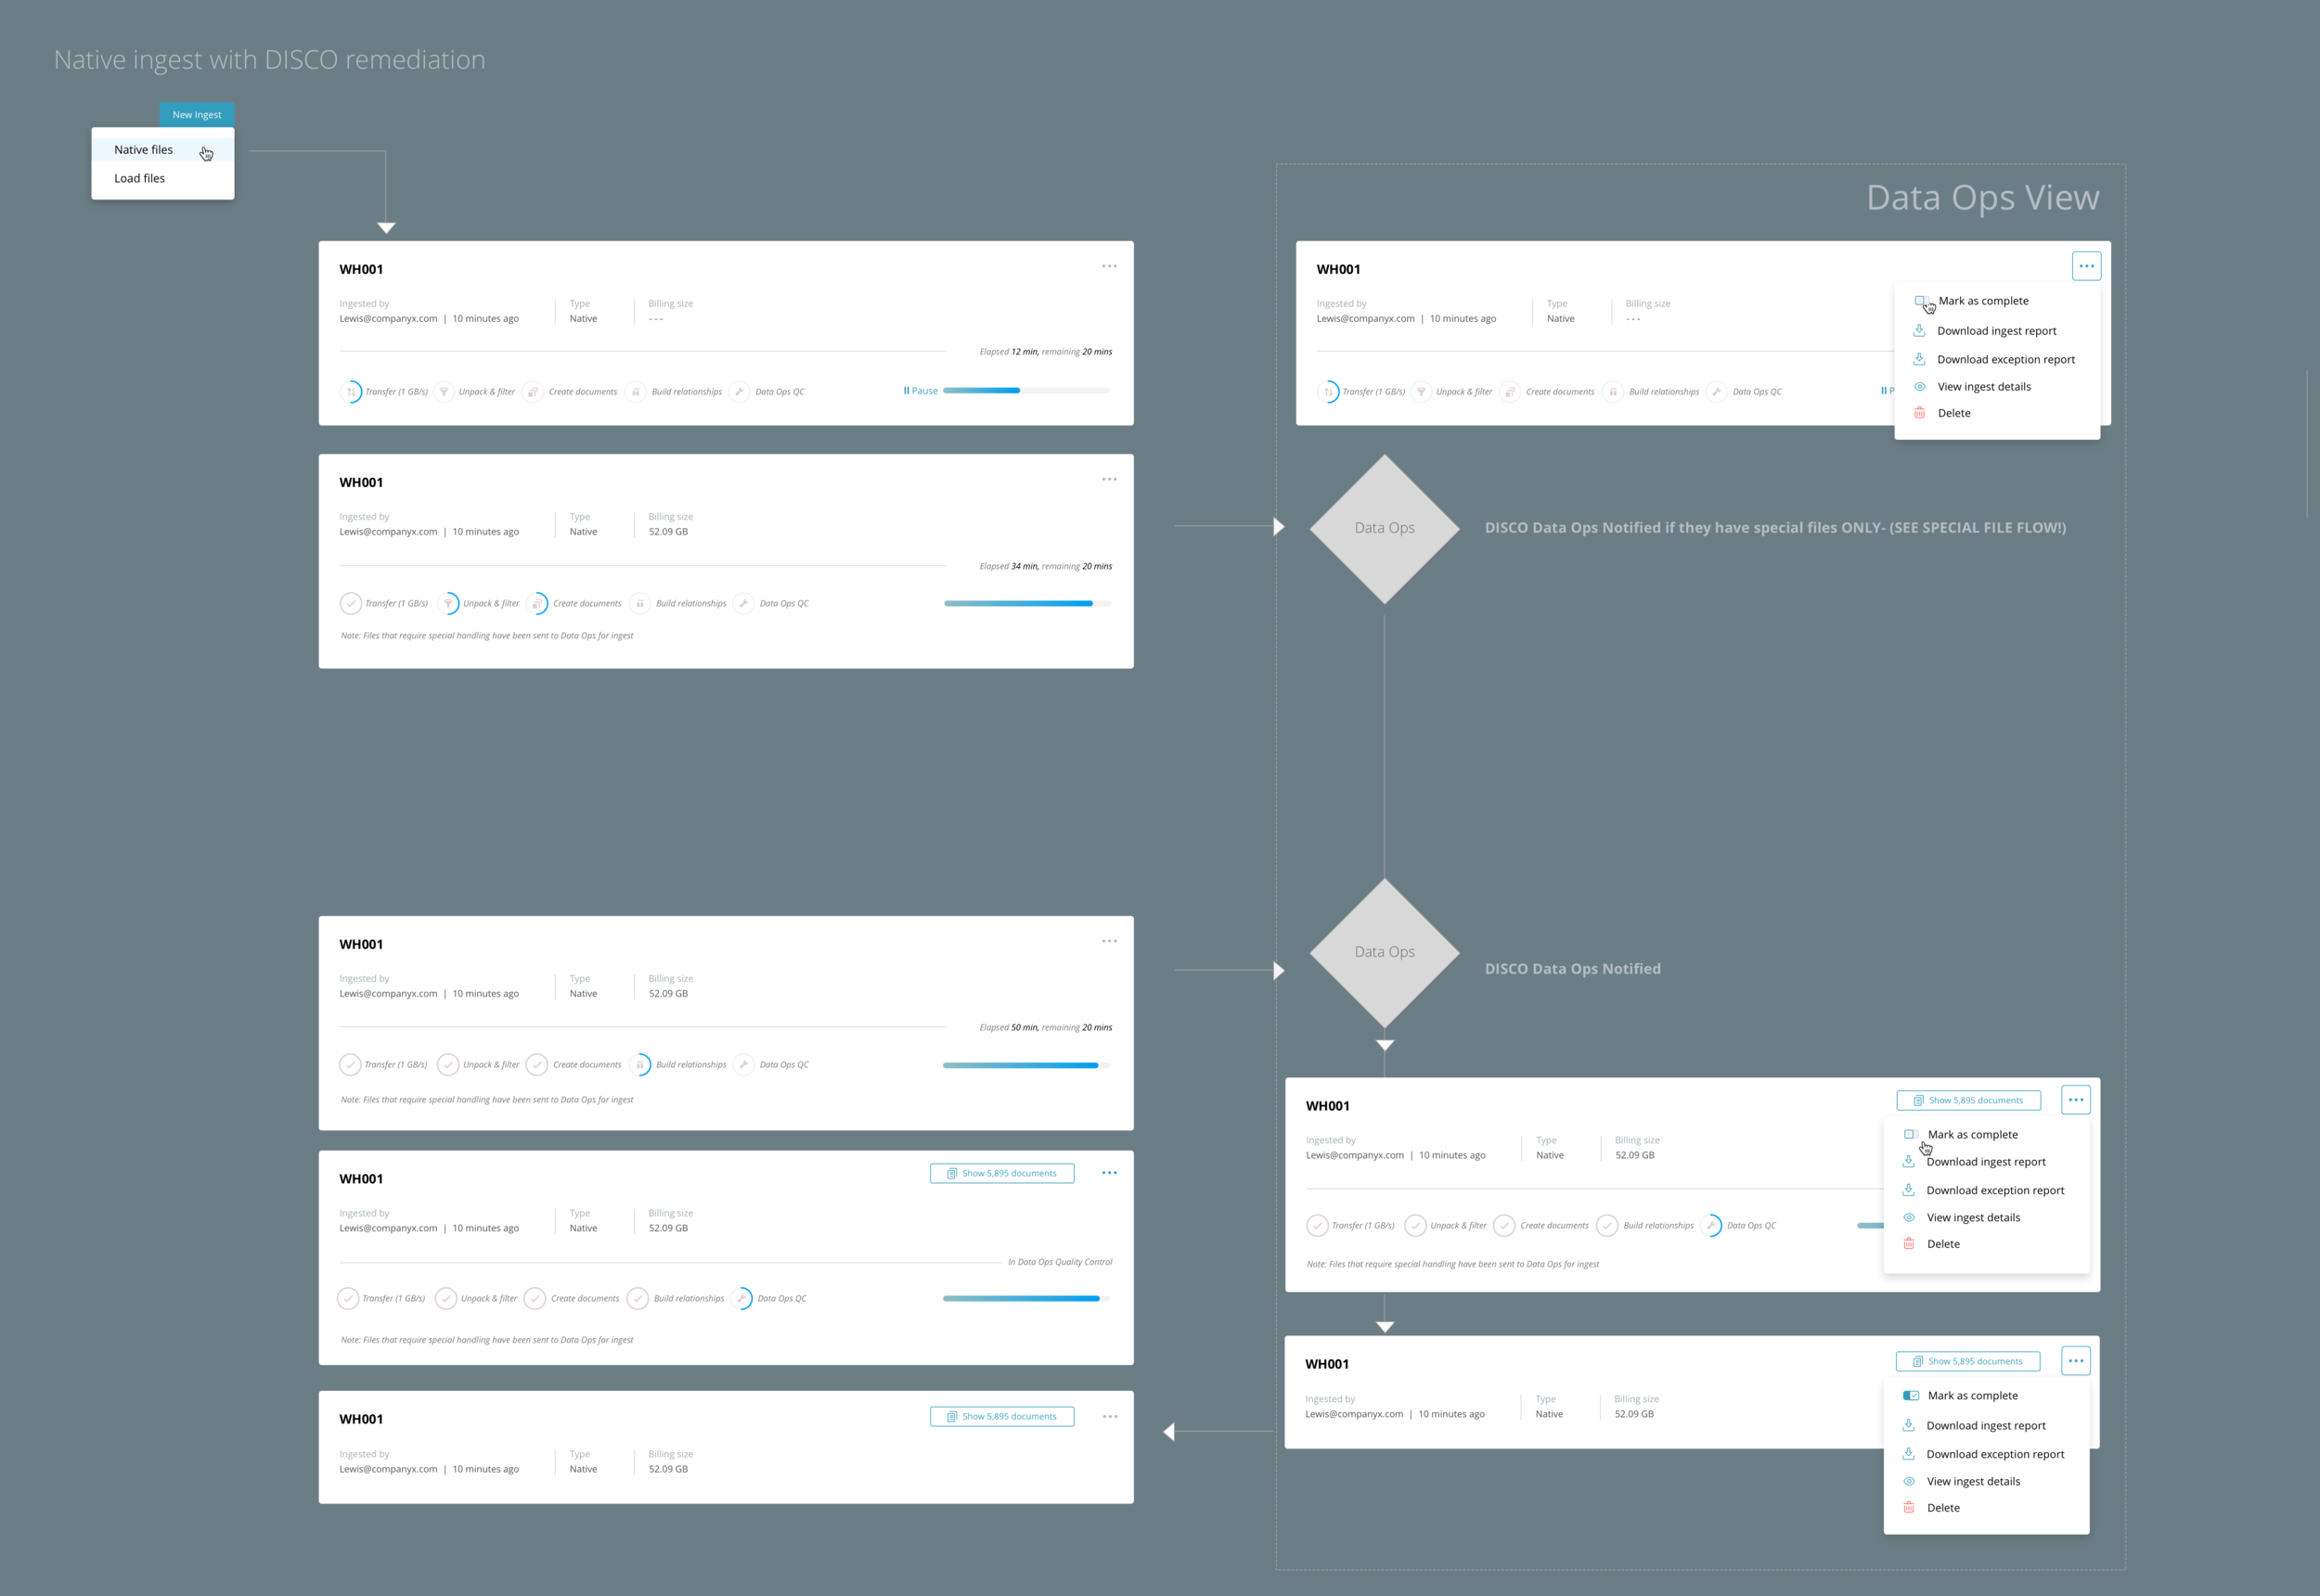 Native ingest with DISCO remediation
New Ingest
Native files
Load files
WH001
Ingested by
Type
Billing size
Lewis@companyx.com | 10 minutes ago
Native
- - -
Elapsed 12 min, remaining 20 mins
Transfer (1 GB/s)
Unpack & filter
Create documents
Build relationships
Data Ops QC
Pause
WH001
Ingested by
Type
Billing size
Lewis@companyx.com | 10 minutes ago
Native
52.09 GB
Elapsed 34 min, remaining 20 mins
Transfer (1 GB/s)
Unpack & filter
Create documents
Build relationships
Data Ops QC
Note: Files that require special handling have been sent to Data Ops for ingest
WH001
Ingested by
Type
Billing size
Lewis@companyx.com | 10 minutes ago
Native
52.09 GB
Elapsed 50 min, remaining 20 mins
Transfer (1 GB/s)
Unpack & filter
Create documents
Build relationships
Data Ops QC
Note: Files that require special handling have been sent to Data Ops for ingest
WH001
Show 5,895 documents
Ingested by
Type
Billing size
Lewis@companyx.com | 10 minutes ago
Native
52.09 GB
In Data Ops Quality Control
Transfer (1 GB/s)
Unpack & filter
Create documents
Build relationships
Data Ops QC
Note: Files that require special handling have been sent to Data Ops for ingest
WH001
Show 5,895 documents
Ingested by
Type
Billing size
Lewis@companyx.com | 10 minutes ago
Native
52.09 GB
Data Ops View
WH001
Ingested by
Type
Billing size
Lewis@companyx.com | 10 minutes ago
Native
- - -
Transfer (1 GB/s)
Unpack & filter
Create documents
Build relationships
Data Ops QC
P
Mark as complete
Download ingest report
Download exception report
View ingest details
Delete
Data Ops
DISCO Data Ops Notified if they have special files ONLY- (SEE SPECIAL FILE FLOW!)
Data Ops
DISCO Data Ops Notified
WH001
Show 5,895 documents
Ingested by
Type
Billing size
Lewis@companyx.com | 10 minutes ago
Native
52.09 GB
Transfer (1 GB/s)
Unpack & filter
Create documents
Build relationships
Data Ops QC
Note: Files that require special handling have been sent to Data Ops for ingest
Mark as complete
Download ingest report
Download exception report
View ingest details
Delete
WH001
Show 5,895 documents
Ingested by
Type
Billing size
Lewis@companyx.com | 10 minutes ago
Native
52.09 GB
Mark as complete
Download ingest report
Download exception report
View ingest details
Delete